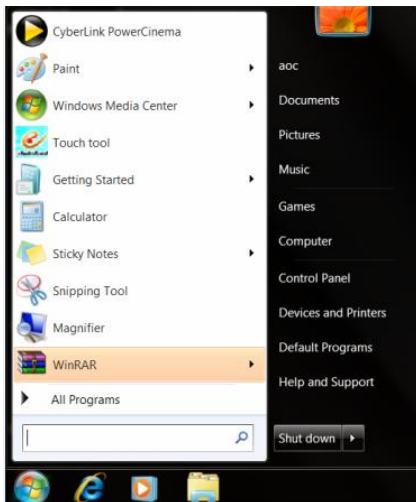 CyberLink PowerCinema
Paint
Windows Media Center
Touch tool
Getting Started
Calculator
Sticky Notes
Snipping Tool
Magnifier
WinRAR
All Programs
aoc
Documents
Pictures
Music
Games
Computer
Control Panel
Devices and Printers
Default Programs
Help and Support
Shut down